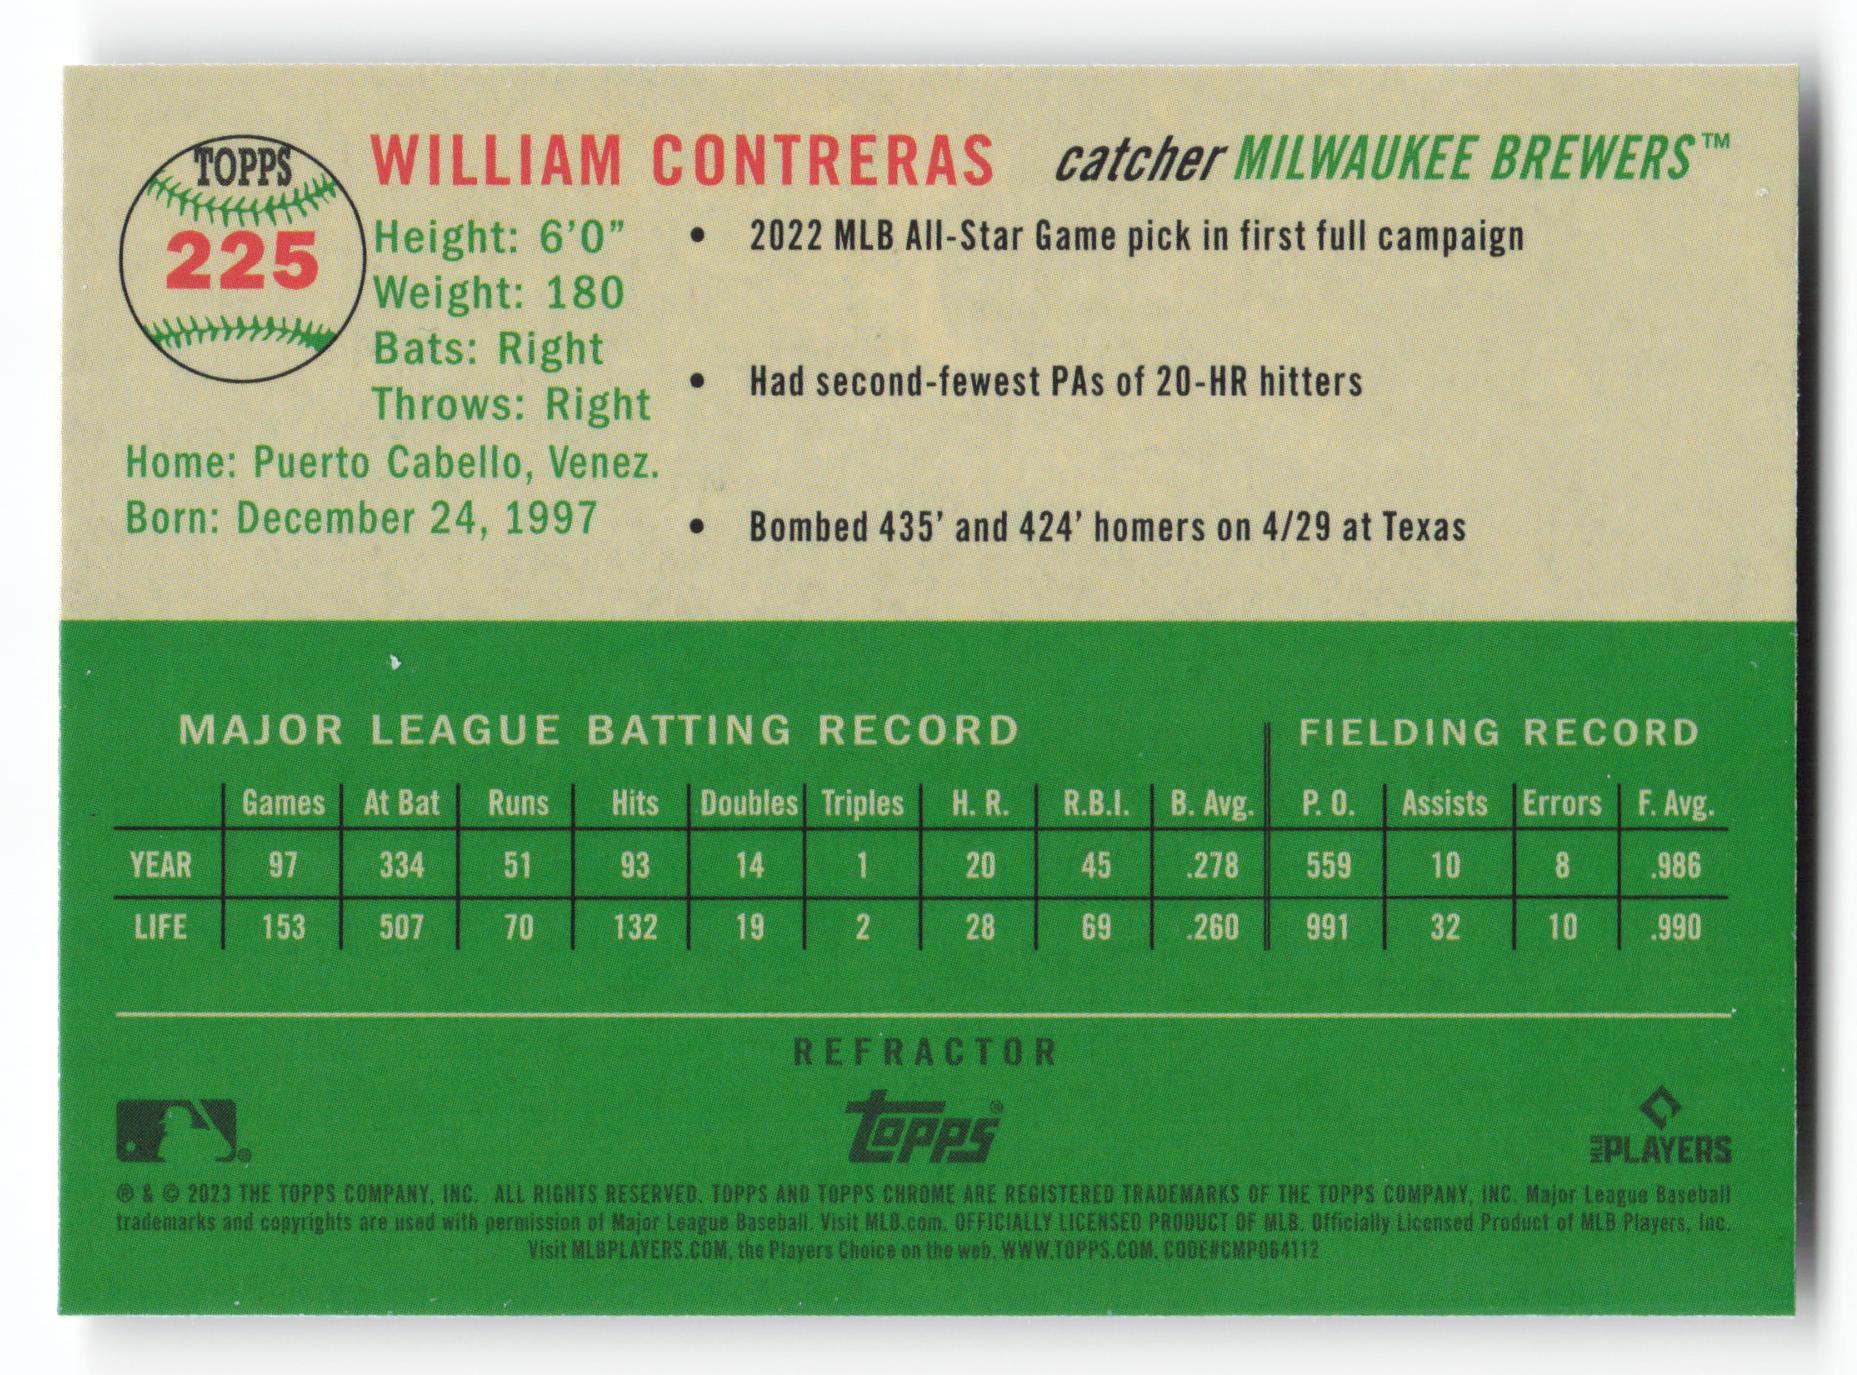 TOPPS
225
WILLIAM CONTRERAS catcher MILWAUKEE BREWERS™
Height: 6'0"
Weight: 180
Bats: Right
Throws: Right
Home: Puerto Cabello, Venez.
Born: December 24, 1997
• 2022 MLB All-Star Game pick in first full campaign
• Had second-fewest PAs of 20-HR hitters
• Bombed 435' and 424' homers on 4/29 at Texas
MAJOR LEAGUE BATTING RECORD FIELDING RECORD
Games At Bat Runs Hits Doubles Triples H. R. R.B.I. B. Avg. P. O. Assists Errors F. Avg.
YEAR 97 334 51 93 14 1 20 45 .278 559 10 8 .986
LIFE 153 507 70 132 19 2 28 69 .260 991 32 10 .990
REFRACTOR
topps®
MLB PLAYERS
® & © 2023 THE TOPPS COMPANY, INC. ALL RIGHTS RESERVED. TOPPS AND TOPPS CHROME ARE REGISTERED TRADEMARKS OF THE TOPPS COMPANY, INC. Major League Baseball
trademarks and copyrights are used with permission of Major League Baseball. Visit MLB.com. OFFICIALLY LICENSED PRODUCT OF MLB. Officially Licensed Product of MLB Players, Inc.
Visit MLBPLAYERS.COM, the Players Choice on the web. WWW.TOPPS.COM. CODE#CMP064112